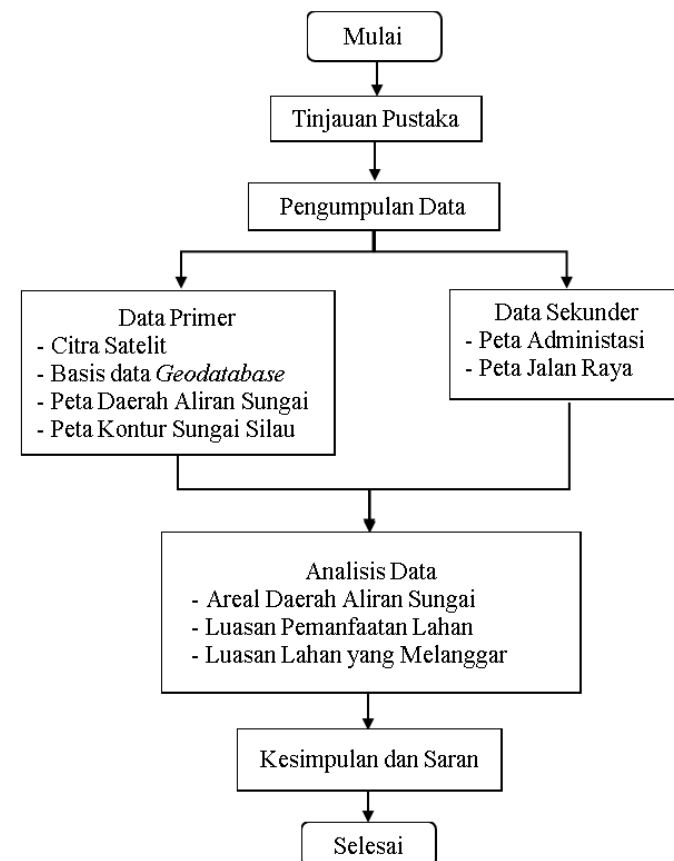 Mulai
Tinjauan Pustaka
Pengumpulan Data
Data Primer
- Citra Satelit
- Basis data Geodatabase
- Peta Daerah Aliran Sungai
- Peta Kontur Sungai Silau
Data Sekunder
- Peta Administasi
- Peta Jalan Raya
Analisis Data
- Areal Daerah Aliran Sungai
- Luasan Pemanfaatan Lahan
- Luasan Lahan yang Melanggar
Kesimpulan dan Saran
Selesai